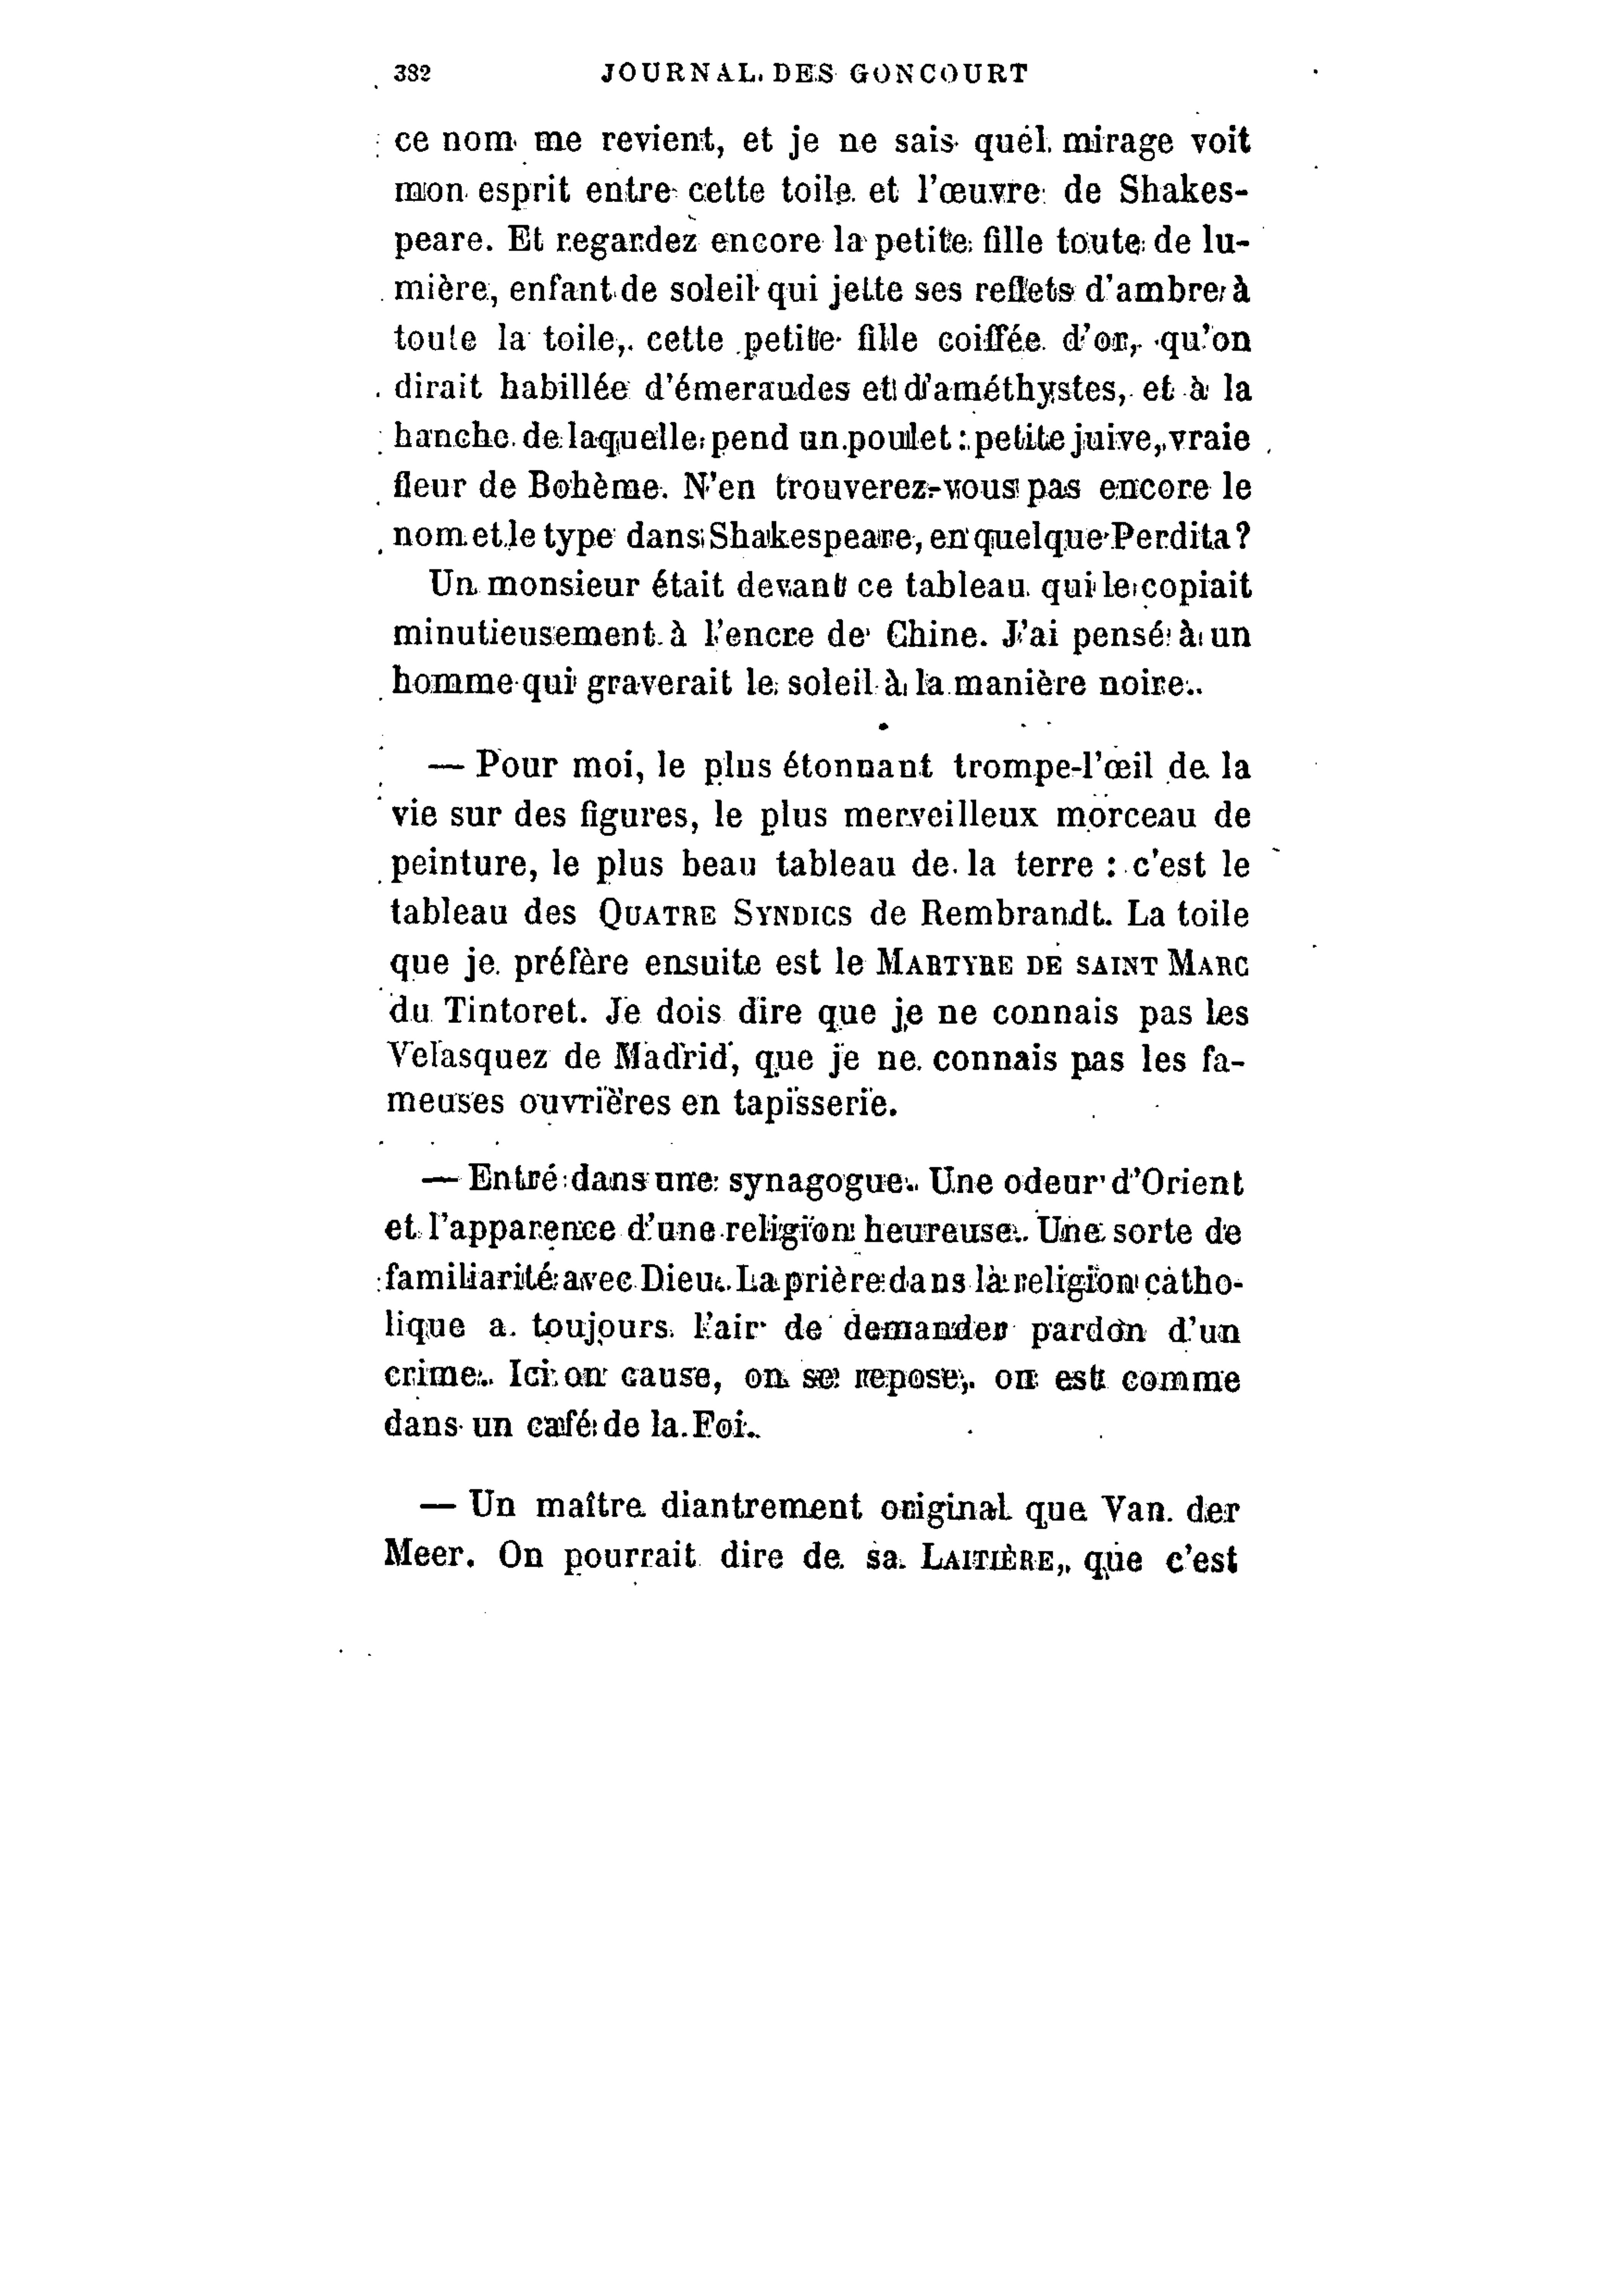 382 JOURNAL DES GONCOURT
ce nom me revient, et je ne sais quel mirage voit
mon esprit entre cette toile et l'œuvre de Shakes-
peare. Et regardez encore la petite fille toute de lu-
mière, enfant de soleil qui jette ses reflets d'ambre à
toute la toile, cette petite fille coiffée d'or, qu'on
dirait habillée d'émeraudes et d'améthystes, et à la
hanche de laquelle pend un poulet : petite juive, vraie
fleur de Bohème. N'en trouverez-vous pas encore le
nom et le type dans Shakespeare, en quelque Perdita ?
Un monsieur était devant ce tableau qui le copiait
minutieusement à l'encre de Chine. J'ai pensé à un
homme qui graverait le soleil à la manière noire.
— Pour moi, le plus étonnant trompe-l'œil de la
vie sur des figures, le plus merveilleux morceau de
peinture, le plus beau tableau de la terre : c'est le
tableau des QUATRE SYNDICS de Rembrandt. La toile
que je préfère ensuite est le MARTYRE DE SAINT MARC
du Tintoret. Je dois dire que je ne connais pas les
Velasquez de Madrid, que je ne connais pas les fa-
meuses ouvrières en tapisserie.
— Entré dans une synagogue. Une odeur d'Orient
et l'apparence d'une religion heureuse. Une sorte de
familiarité avec Dieu. La prière dans la religion catho-
lique a toujours l'air de demander pardon d'un
crime. Ici on cause, on se repose, on est comme
dans un café de la Foi.
— Un maître diantrement original que Van der
Meer. On pourrait dire de sa LAITIÈRE, que c'est